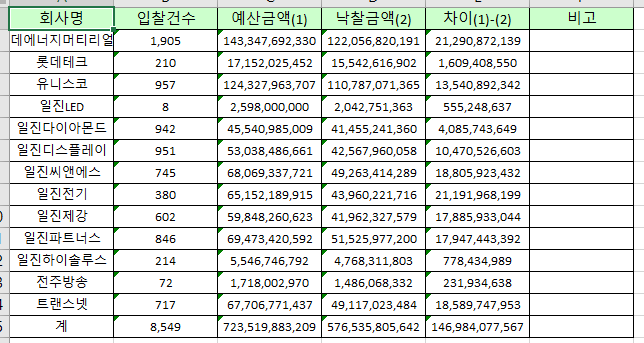 회사명 입찰건수 예산금액(1) 낙찰금액(2) 차이(1)-(2) 비고
데에너지머티리얼 1,905 143,347,692,330 122,056,820,191 21,290,872,139
롯데테크 210 17,152,025,452 15,542,616,902 1,609,408,550
유니스코 957 124,327,963,707 110,787,071,365 13,540,892,342
일진LED 8 2,598,000,000 2,042,751,363 555,248,637
일진다이아몬드 942 45,540,985,009 41,455,241,360 4,085,743,649
일진디스플레이 951 53,038,486,661 42,567,960,058 10,470,526,603
일진씨앤에스 745 68,069,337,721 49,263,414,289 18,805,923,432
일진전기 380 65,152,189,915 43,960,221,716 21,191,968,199
일진제강 602 59,848,260,623 41,962,327,579 17,885,933,044
일진파트너스 846 69,473,420,592 51,525,977,200 17,947,443,392
일진하이솔루스 214 5,546,746,792 4,768,311,803 778,434,989
전주방송 72 1,718,002,970 1,486,068,332 231,934,638
트랜스넷 717 67,706,771,437 49,117,023,484 18,589,747,953
계 8,549 723,519,883,209 576,535,805,642 146,984,077,567